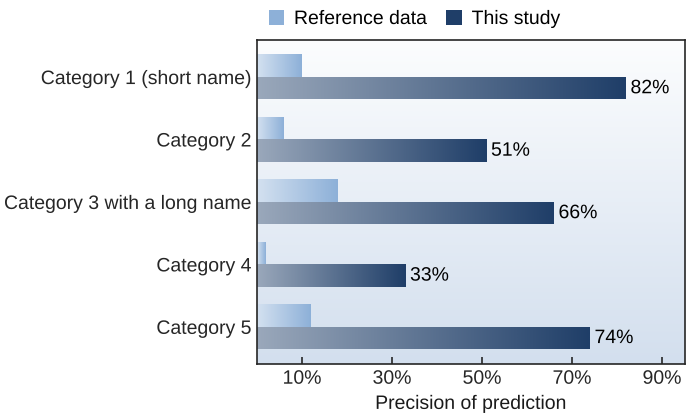 Reference data This study
Category 1 (short name) 82%
Category 2 51%
Category 3 with a long name 66%
Category 4 33%
Category 5 74%
10% 30% 50% 70% 90%
Precision of prediction